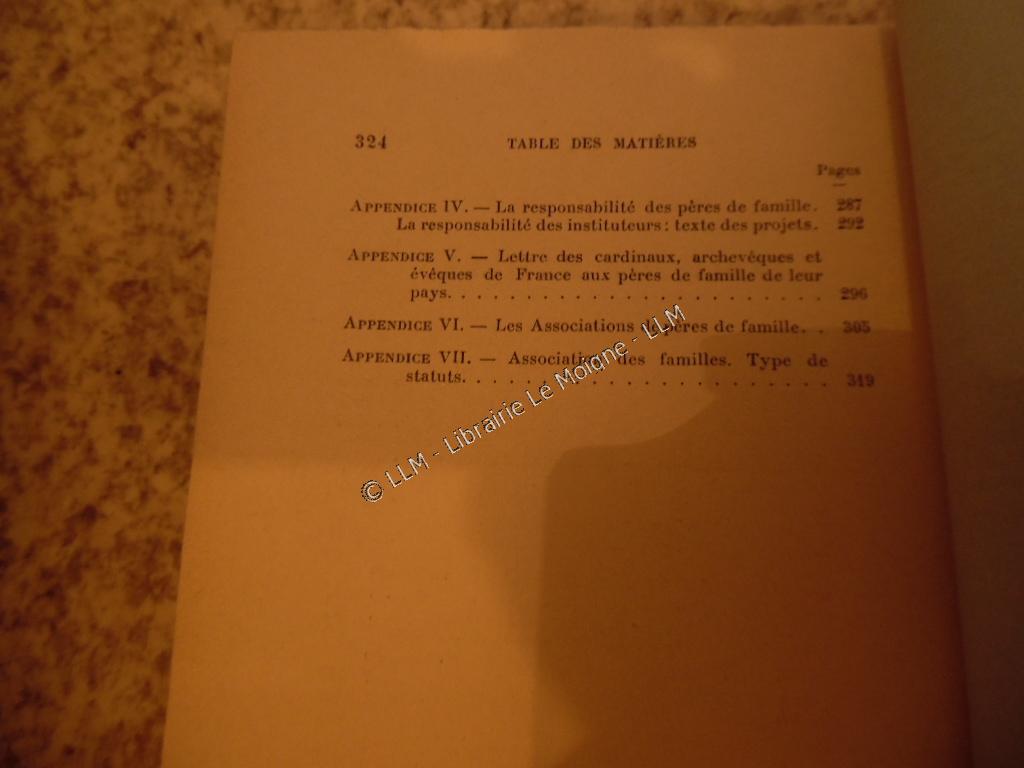 324 TABLE DES MATIÈRES
Pages
APPENDICE IV. — La responsabilité des pères de famille. 287
La responsabilité des instituteurs : texte des projets. 292
APPENDICE V. — Lettre des cardinaux, archevêques et
évêques de France aux pères de famille de leur
pays. . . . . . . . . . . . . . . . . . . . . . . . . 296
APPENDICE VI. — Les Associations de pères de famille. . 305
APPENDICE VII. — Association des familles. Type de
statuts. . . . . . . . . . . . . . . . . . . . . . . . 319
© LLM - Librairie Le Moigne - LLM